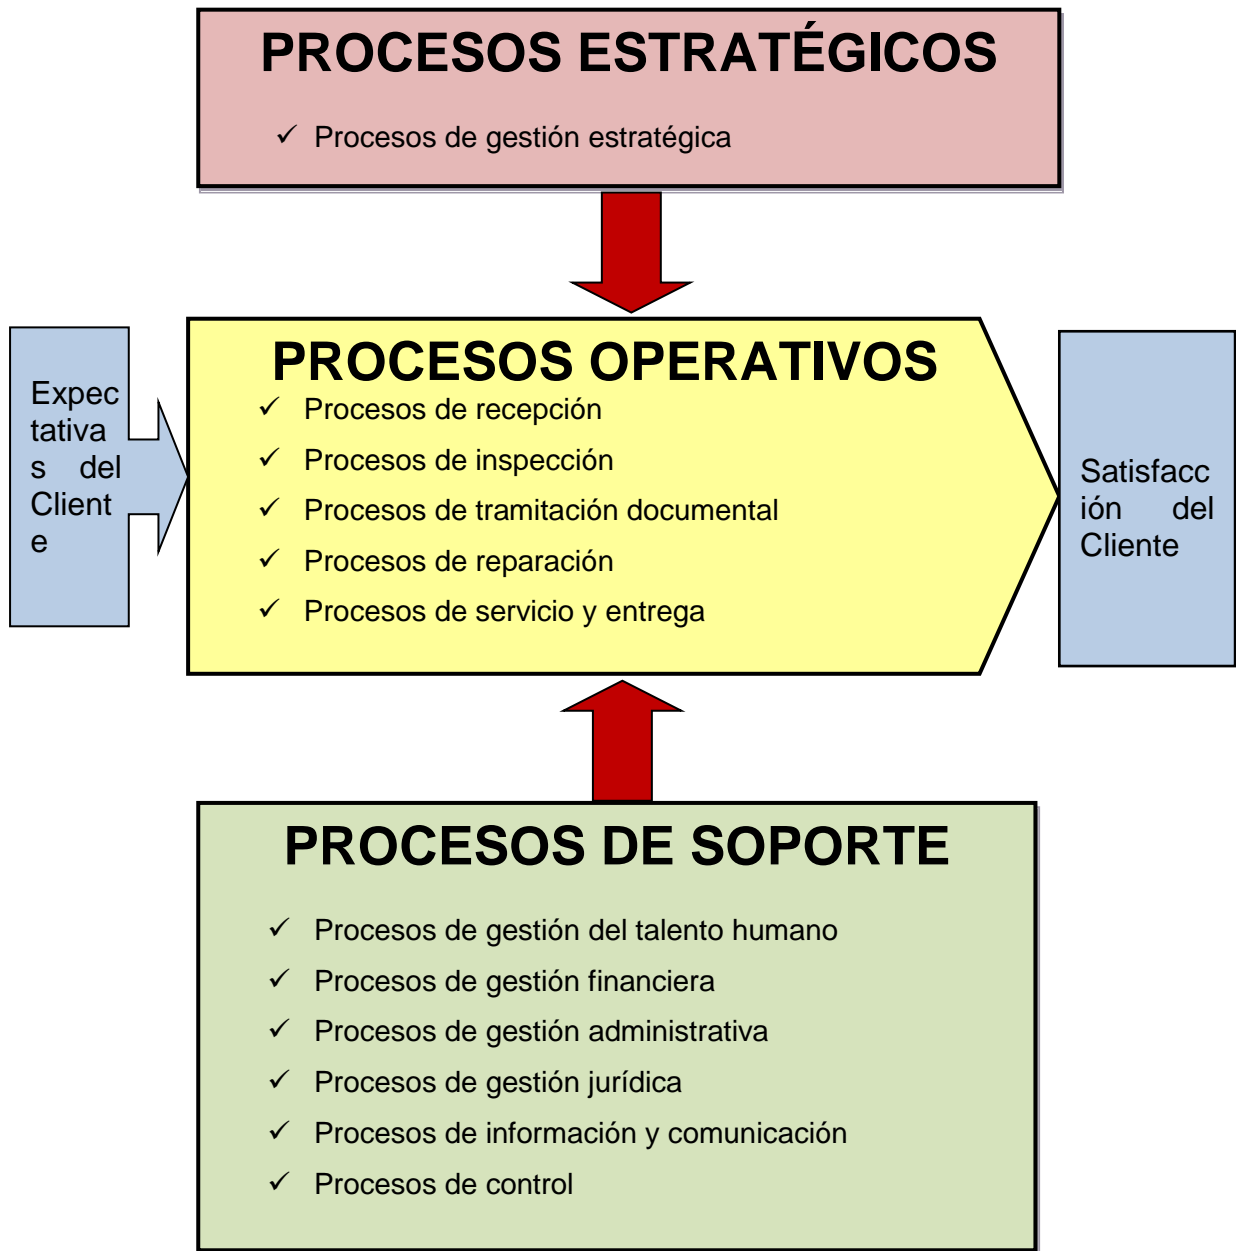 PROCESOS ESTRATÉGICOS
✓ Procesos de gestión estratégica
Expec
tativa
s del
Client
e
PROCESOS OPERATIVOS
✓ Procesos de recepción
✓ Procesos de inspección
✓ Procesos de tramitación documental
✓ Procesos de reparación
✓ Procesos de servicio y entrega
Satisfacc
ión del
Cliente
PROCESOS DE SOPORTE
✓ Procesos de gestión del talento humano
✓ Procesos de gestión financiera
✓ Procesos de gestión administrativa
✓ Procesos de gestión jurídica
✓ Procesos de información y comunicación
✓ Procesos de control